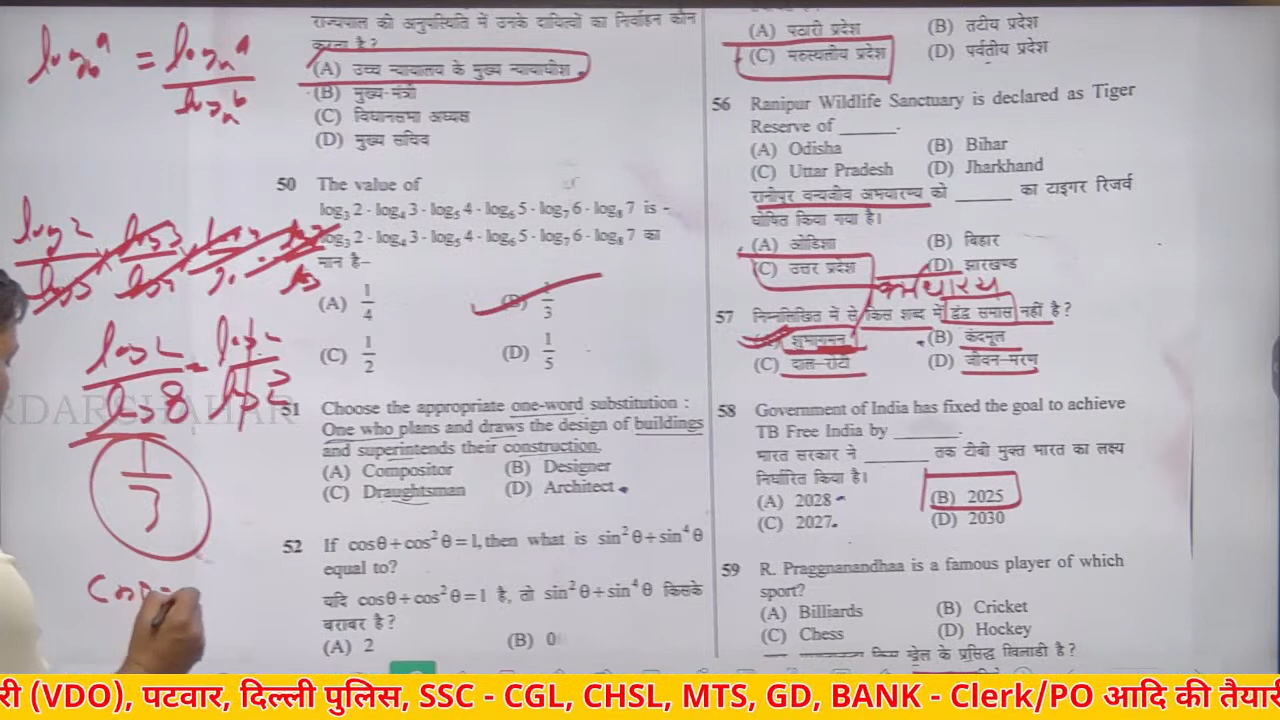 राज्यपाल की अनुपस्थिति में उनके दायित्वों का निर्वाहन कौन
करता है?
(A) उच्च न्यायालय के मुख्य न्यायाधीश
(B) मुख्य-मंत्री
(C) विधानसभा अध्यक्ष
(D) मुख्य सचिव
50 The value of
log₃ 2 · log₄ 3 · log₅ 4 · log₆ 5 · log₇ 6 · log₈ 7 is -
log₃ 2 · log₄ 3 · log₅ 4 · log₆ 5 · log₇ 6 · log₈ 7 का
मान है–
(A) 1/4
(B) 1/3
(C) 1/2
(D) 1/5
51 Choose the appropriate one-word substitution :
One who plans and draws the design of buildings
and superintends their construction.
(A) Compositor (B) Designer
(C) Draughtsman (D) Architect
52 If cosθ+cos²θ=1, then what is sin²θ+sin⁴θ
equal to?
यदि cosθ+cos²θ=1 है, तो sin²θ+sin⁴θ किसके
बराबर है?
(A) 2 (B) 0
(A) पठारी प्रदेश (B) तटीय प्रदेश
(C) मरुस्थलीय प्रदेश (D) पर्वतीय प्रदेश
56 Ranipur Wildlife Sanctuary is declared as Tiger
Reserve of ______.
(A) Odisha (B) Bihar
(C) Uttar Pradesh (D) Jharkhand
रानीपुर वन्यजीव अभयारण्य को ______ का टाइगर रिजर्व
घोषित किया गया है।
(A) ओडिशा (B) बिहार
(C) उत्तर प्रदेश (D) झारखण्ड
कर्मधारय
57 निम्नलिखित में से किस शब्द में द्वंद्व समास नहीं है?
शुभागमन (B) कंदमूल
(C) दाल-रोटी (D) जीवन-मरण
58 Government of India has fixed the goal to achieve
TB Free India by ______.
भारत सरकार ने ______ तक टीबी मुक्त भारत का लक्ष्य
निर्धारित किया है।
(A) 2028 (B) 2025
(C) 2027 (D) 2030
59 R. Praggnanandhaa is a famous player of which
sport?
(A) Billiards (B) Cricket
(C) Chess (D) Hockey
किस खेल के प्रसिद्ध खिलाडी है?
री (VDO), पटवार, दिल्ली पुलिस, SSC - CGL, CHSL, MTS, GD, BANK - Clerk/PO आदि की तैयारी